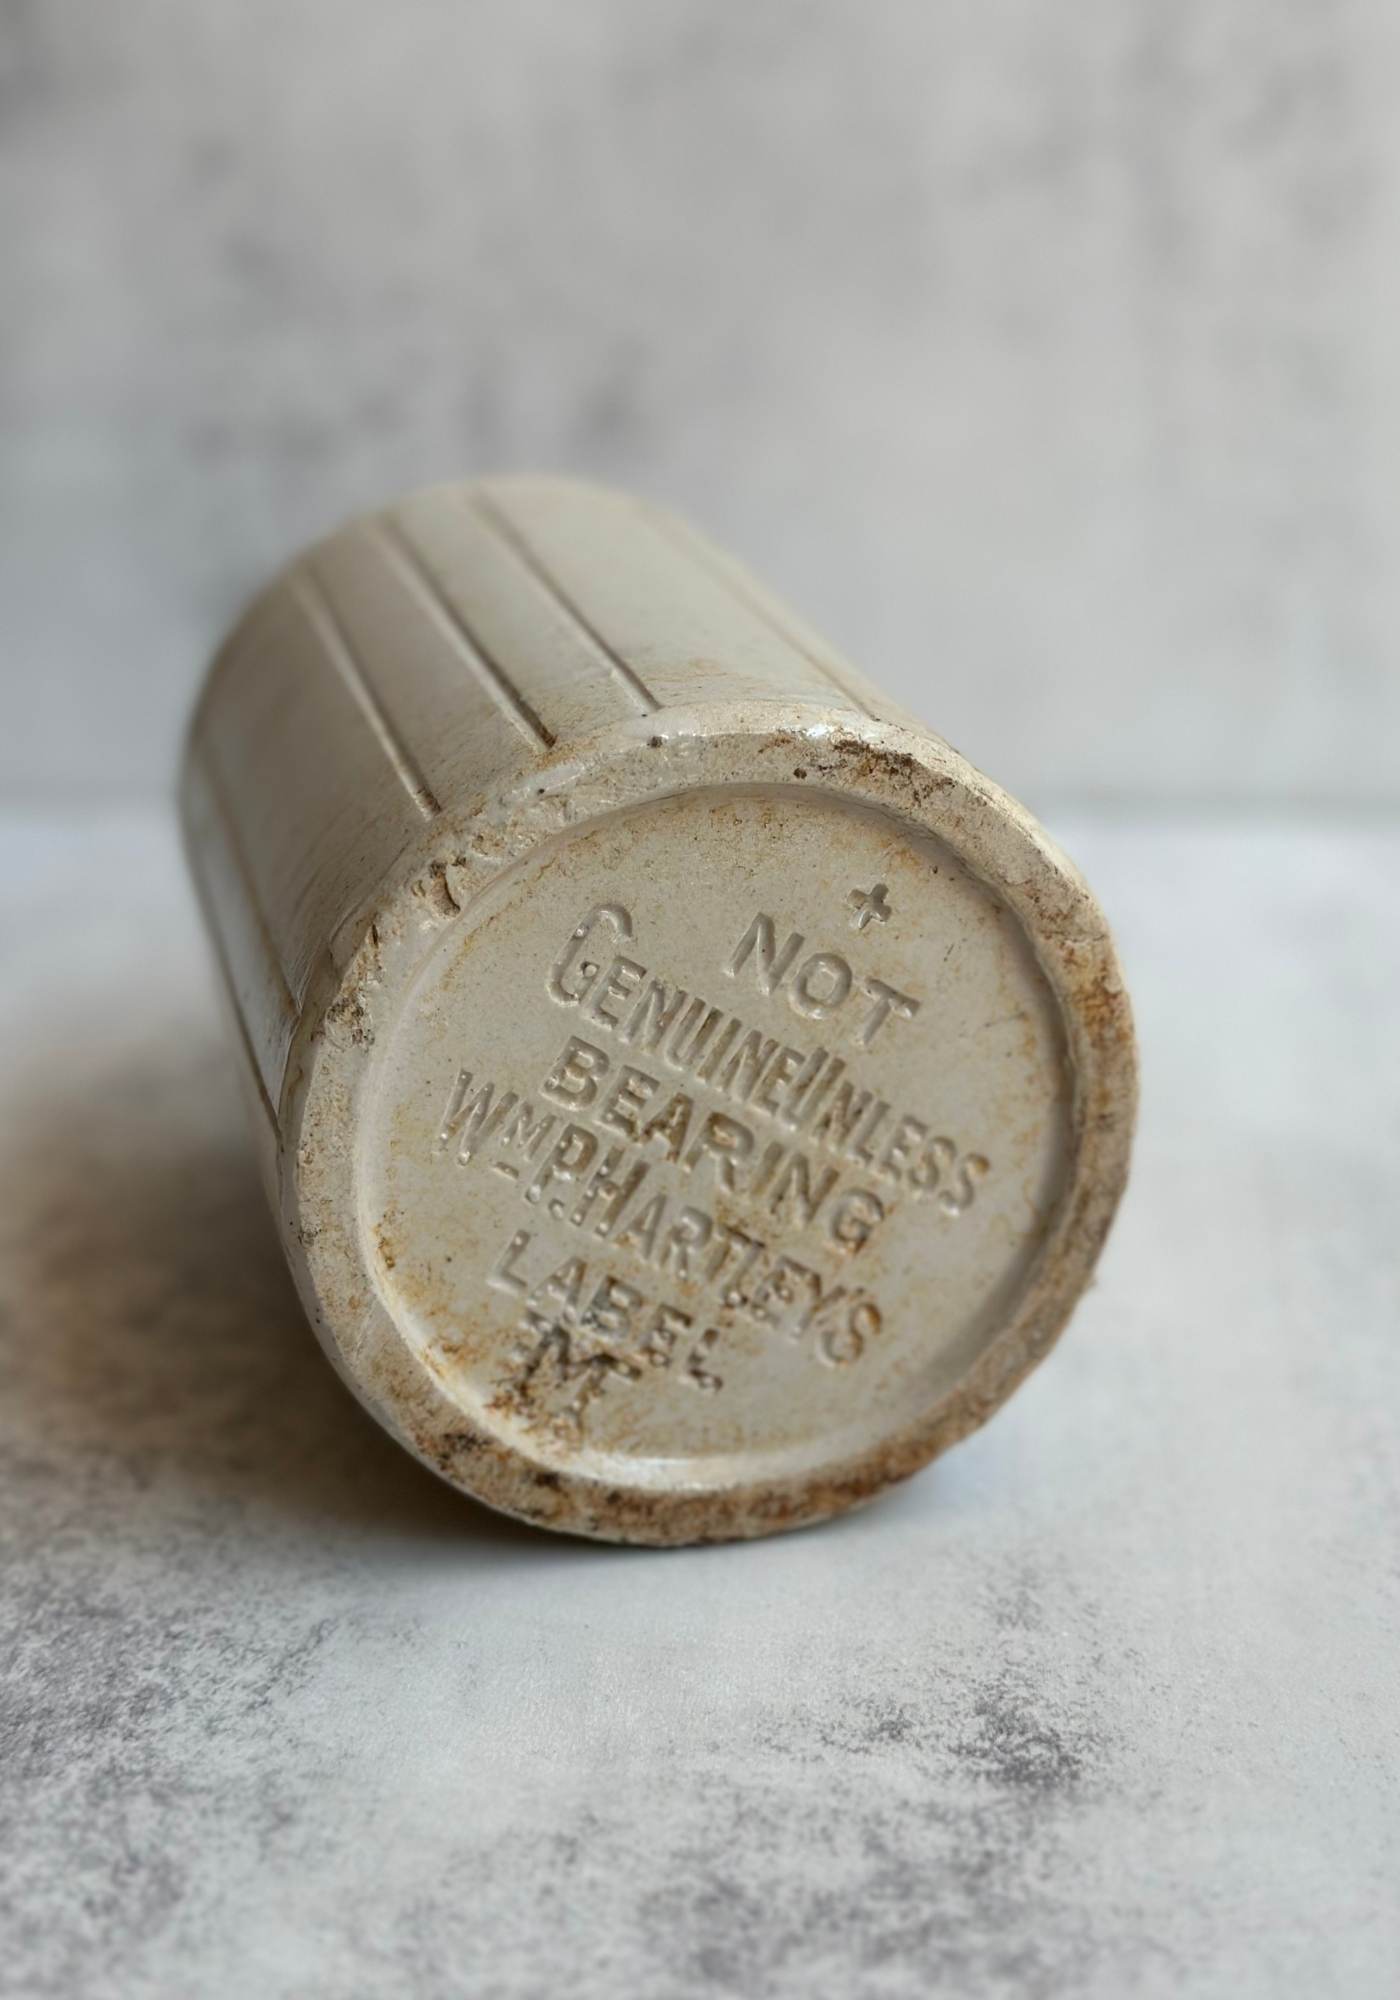 +
NOT
GENUINE UNLESS
BEARING
WM P. HARTLEY'S
LABEL
M